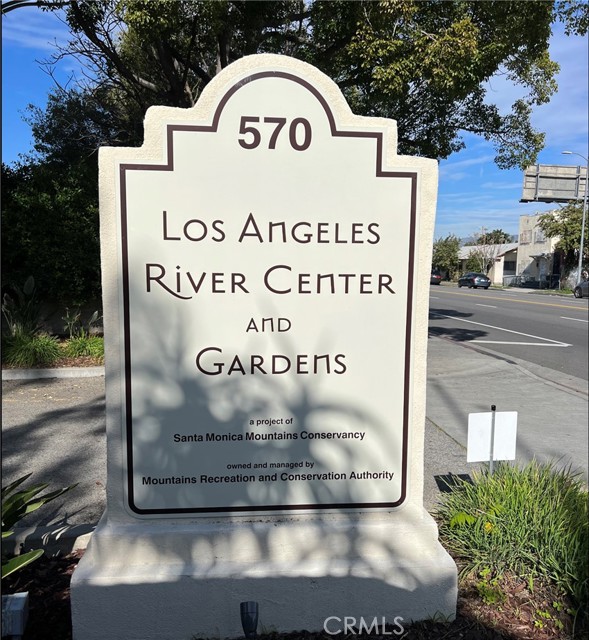 570
Los Angeles
River Center
and
Gardens
a project of
Santa Monica Mountains Conservancy
owned and managed by
Mountains Recreation and Conservation Authority
CRMLS